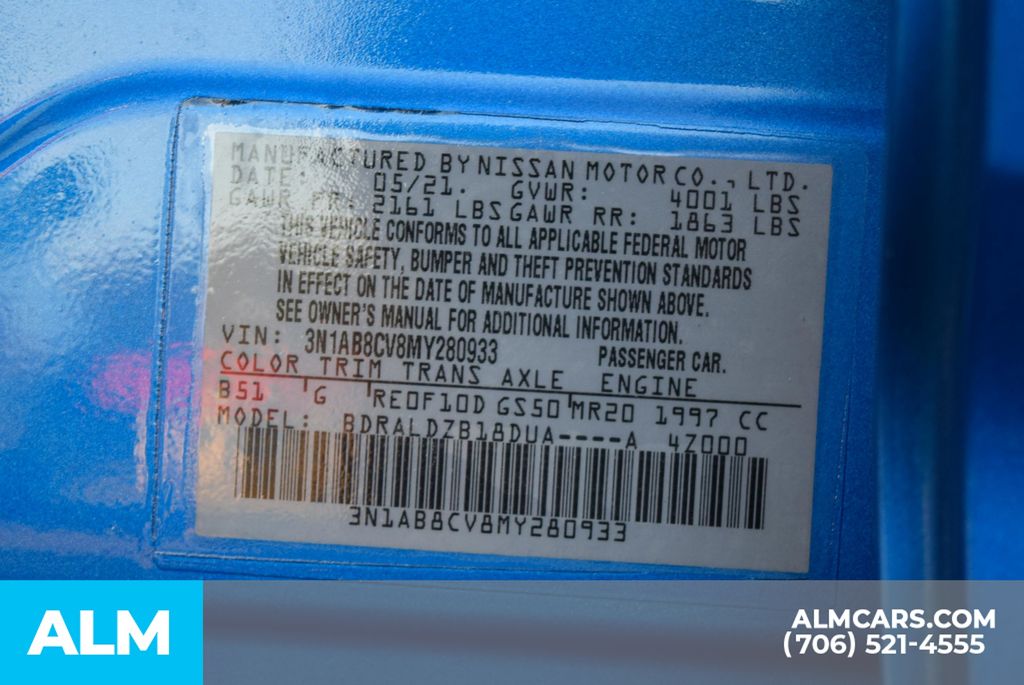 MANUFACTURED BY NISSAN MOTOR CO., LTD.
DATE: 05/21. GVWR: 4001 LBS
GAWR FR: 2161 LBS GAWR RR: 1863 LBS
THIS VEHICLE CONFORMS TO ALL APPLICABLE FEDERAL MOTOR
VEHICLE SAFETY, BUMPER AND THEFT PREVENTION STANDARDS
IN EFFECT ON THE DATE OF MANUFACTURE SHOWN ABOVE.
SEE OWNER'S MANUAL FOR ADDITIONAL INFORMATION.
VIN: 3N1AB8CV8MY280933 PASSENGER CAR.
COLOR TRIM TRANS AXLE ENGINE
B51 G RE0F10D GS50 MR20 1997 CC
MODEL: BDRALDZB18DUA----A 4Z000
3N1AB8CV8MY280933
ALM
ALMCARS.COM
(706) 521-4555